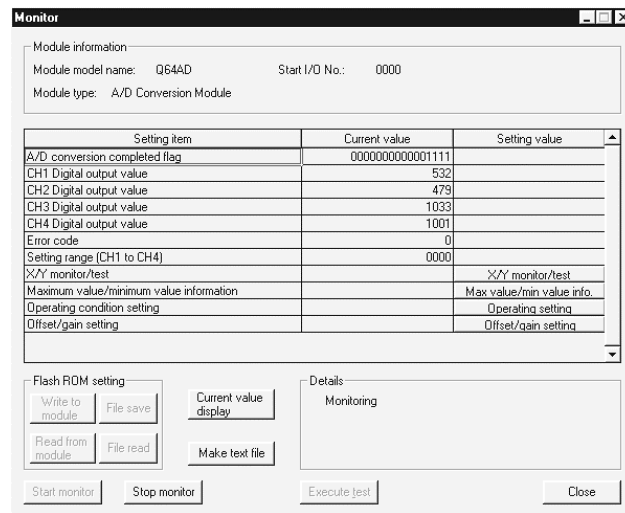 Monitor
Module information
Module model name: Q64AD Start I/O No.: 0000
Module type: A/D Conversion Module
Setting item Current value Setting value
A/D conversion completed flag 0000000000001111
CH1 Digital output value 532
CH2 Digital output value 479
CH3 Digital output value 1033
CH4 Digital output value 1001
Error code 0
Setting range (CH1 to CH4) 0000
X/Y monitor/test X/Y monitor/test
Maximum value/minimum value information Max value/min value info.
Operating condition setting Operating setting
Offset/gain setting Offset/gain setting
Flash ROM setting
Write to
module
File save
Current value
display
Read from
module
File read
Make text file
Details
Monitoring
Start monitor Stop monitor Execute test Close